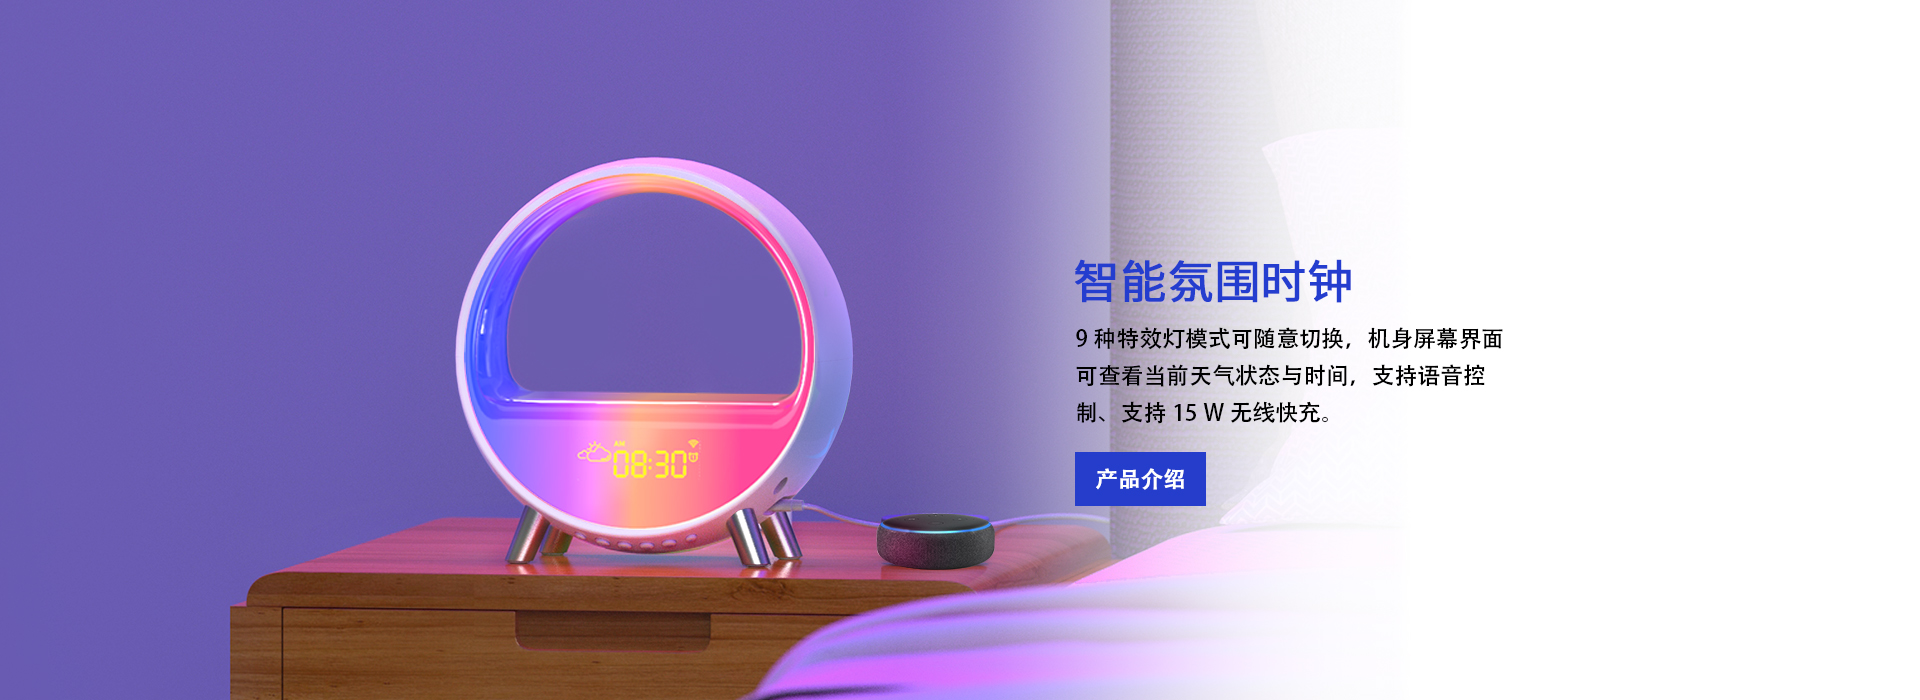 智能氛围时钟
9 种特效灯模式可随意切换，机身屏幕界面
可查看当前天气状态与时间，支持语音控
制、支持 15 W 无线快充。
产品介绍
AM
08:30